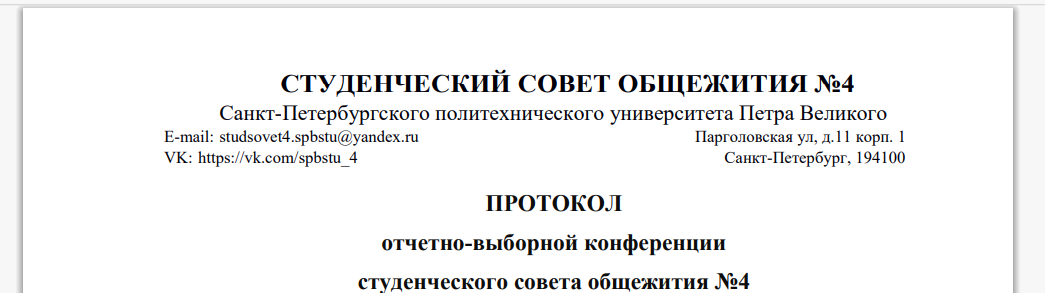 СТУДЕНЧЕСКИЙ СОВЕТ ОБЩЕЖИТИЯ №4
Санкт-Петербургского политехнического университета Петра Великого
E-mail: studsovet4.spbstu@yandex.ru Парголовская ул, д.11 корп. 1
VK: https://vk.com/spbstu_4 Санкт-Петербург, 194100
ПРОТОКОЛ
отчетно-выборной конференции
студенческого совета общежития №4